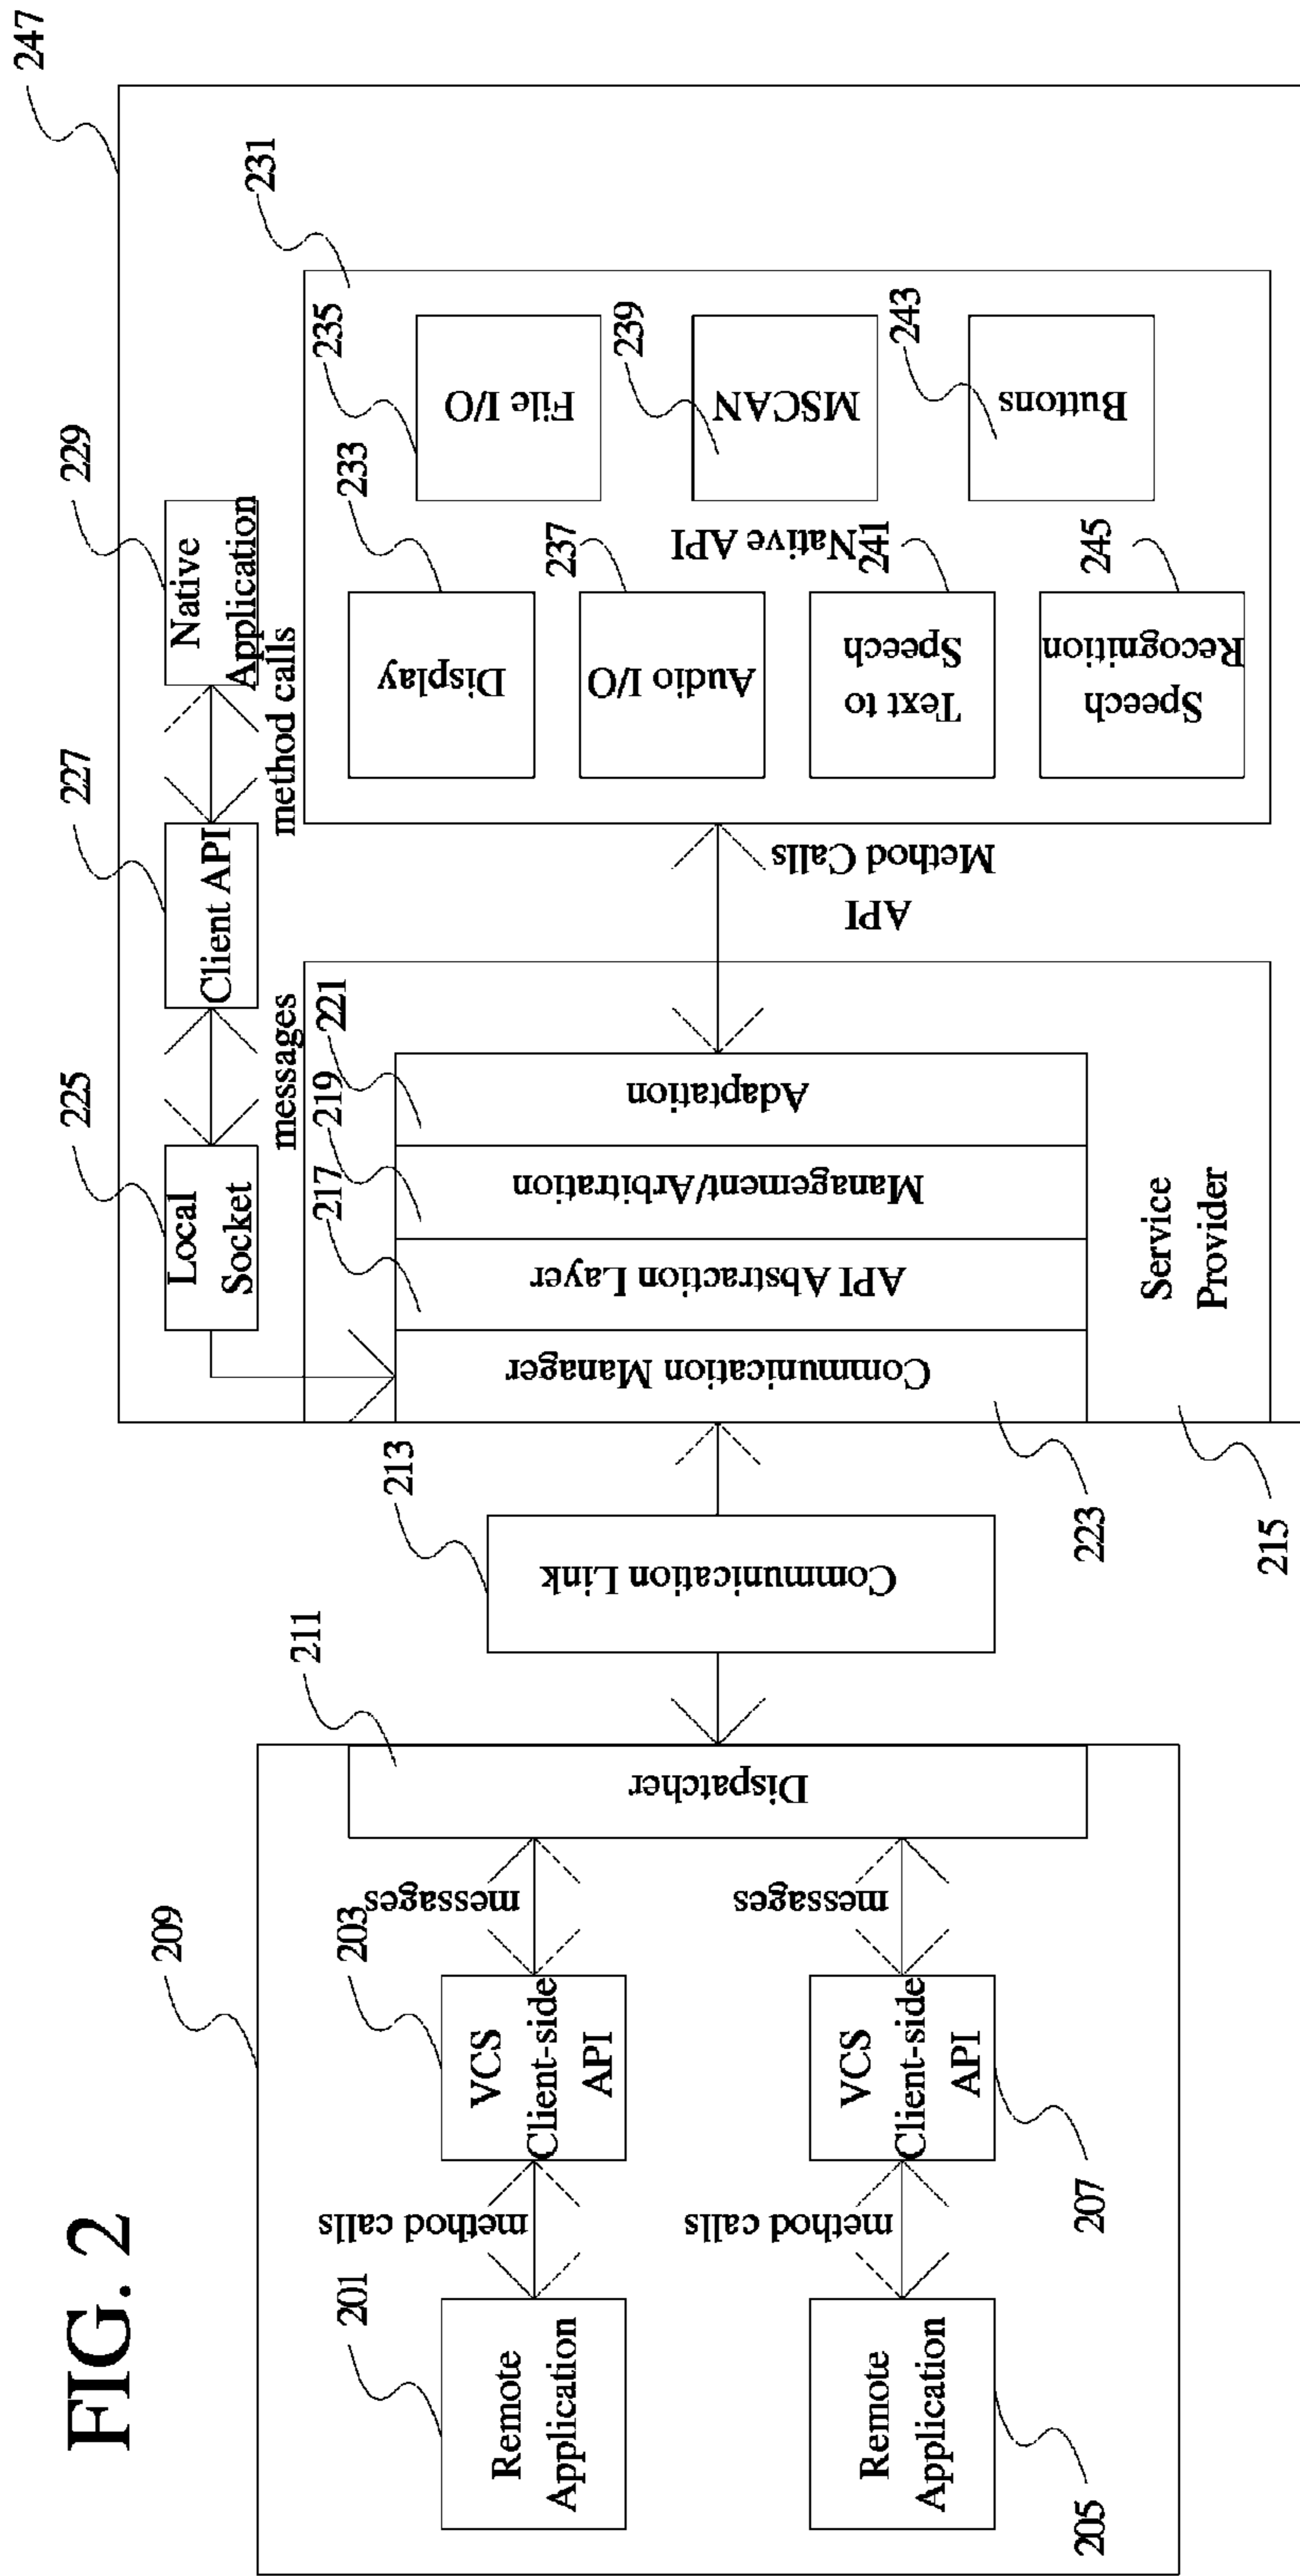 FIG. 2
209
201
Remote
Application
method calls
203
VCS
Client-side
API
messages
205
Remote
Application
method calls
207
VCS
Client-side
API
messages
211
Dispatcher
213
Communication Link
247
225
Local
Socket
messages
227
Client API
method calls
229
Native
Application
223
Communication Manager
217
API Abstraction Layer
219
Management/Arbitration
221
Adaptation
Service
Provider
215
API
Method Calls
231
233
Display
235
File I/O
237
Audio I/O
239
MSCAN
Native API
241
Text to
Speech
243
Buttons
245
Speech
Recognition